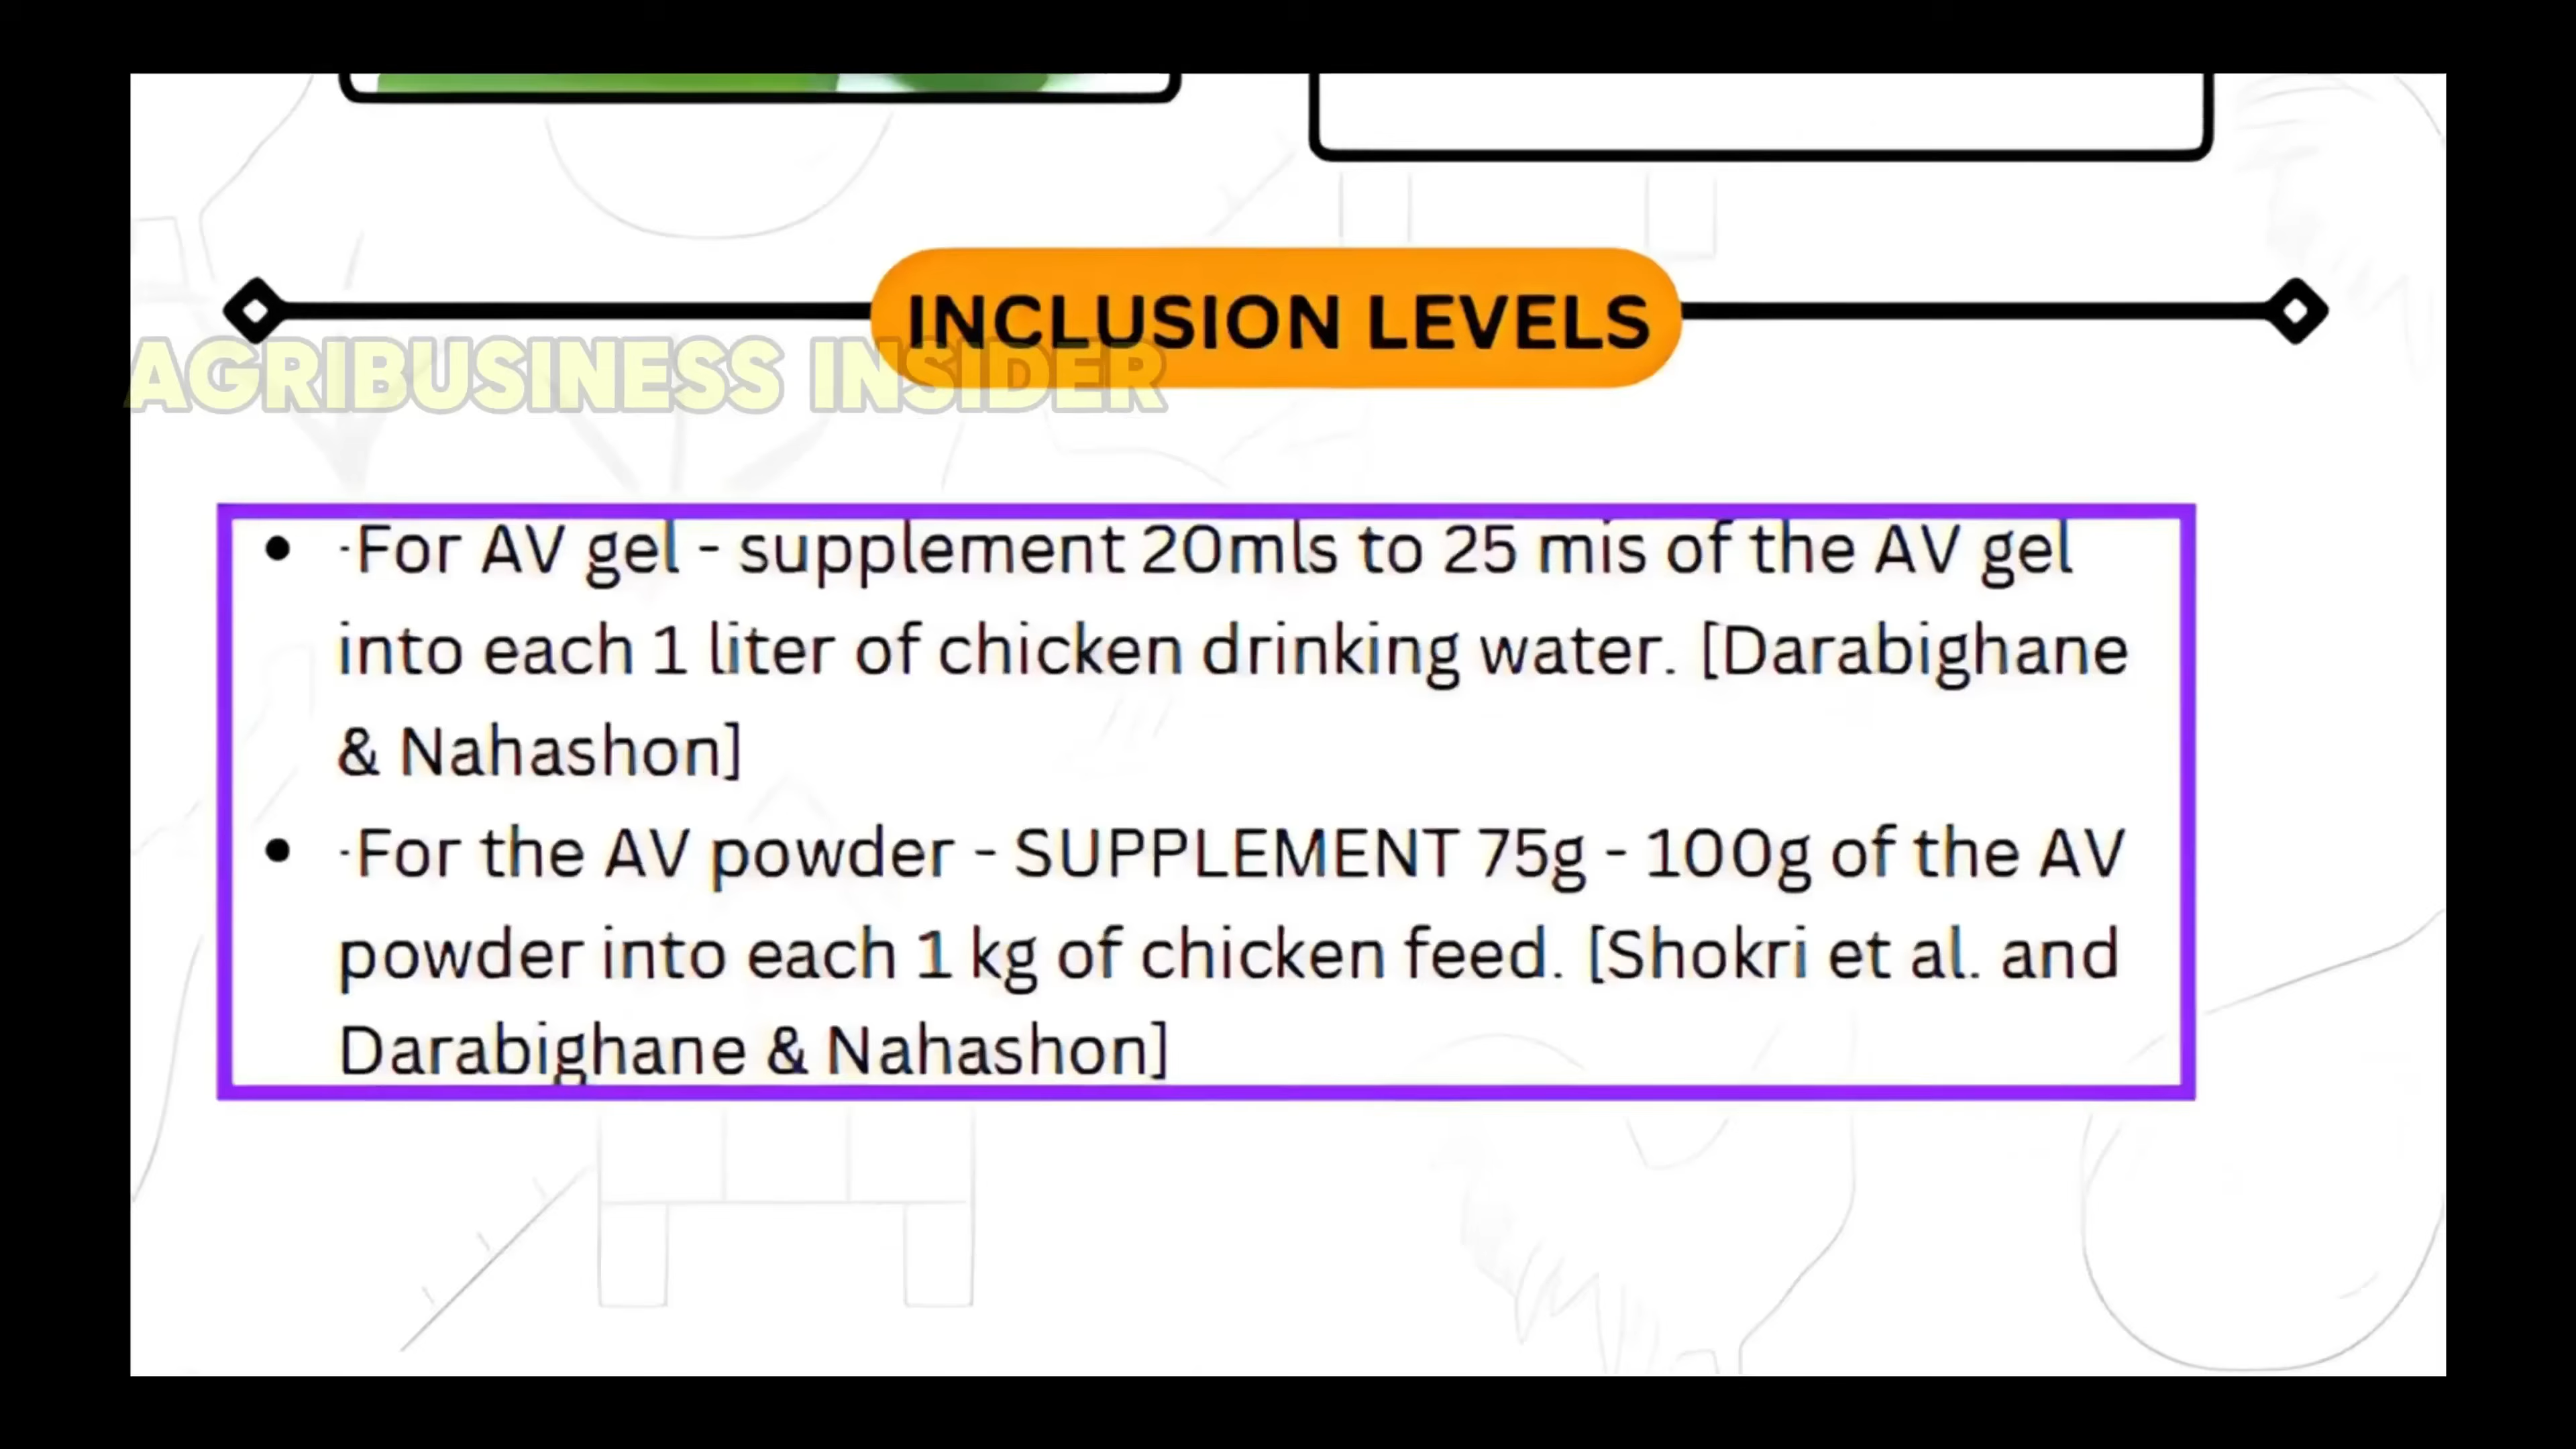 INCLUSION LEVELS
AGRIBUSINESS INSIDER
• ·For AV gel - supplement 20mls to 25 mis of the AV gel
into each 1 liter of chicken drinking water. [Darabighane
& Nahashon]
• ·For the AV powder - SUPPLEMENT 75g - 100g of the AV
powder into each 1 kg of chicken feed. [Shokri et al. and
Darabighane & Nahashon]